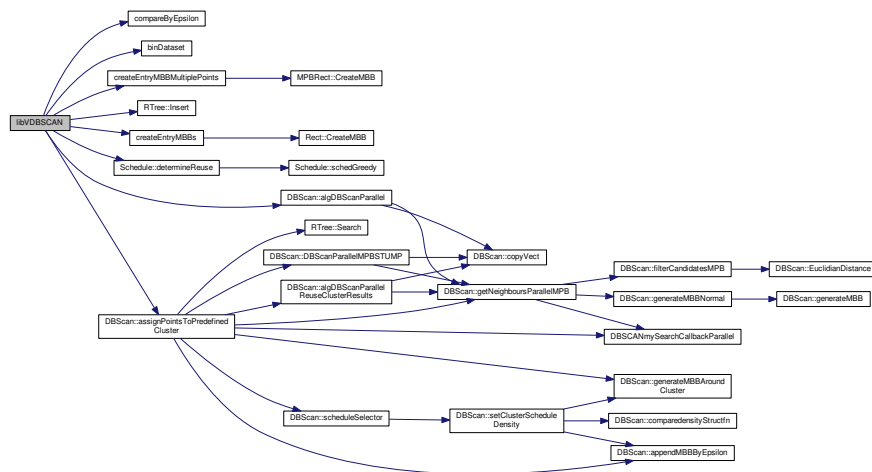 compareByEpsilon
binDataset
createEntryMBBMultiplePoints
MPBRect::CreateMBB
RTree::Insert
libVDBSCAN
createEntryMBBs
Rect::CreateMBB
Schedule::determineReuse
Schedule::schedGreedy
DBScan::algDBScanParallel
RTree::Search
DBScan::DBScanParallelMPBSTUMP
DBScan::copyVect
DBScan::filterCandidatesMPB
DBScan::EuclidianDistance
DBScan::algDBScanParallel
ReuseClusterResults
DBScan::getNeighboursParallelMPB
DBScan::generateMBBNormal
DBScan::generateMBB
DBScan::assignPointsToPredefined
Cluster
DBSCANmySearchCallbackParallel
DBScan::generateMBBAround
Cluster
DBScan::scheduleSelector
DBScan::setClusterSchedule
Density
DBScan::comparedensityStructfn
DBScan::appendMBBByEpsilon